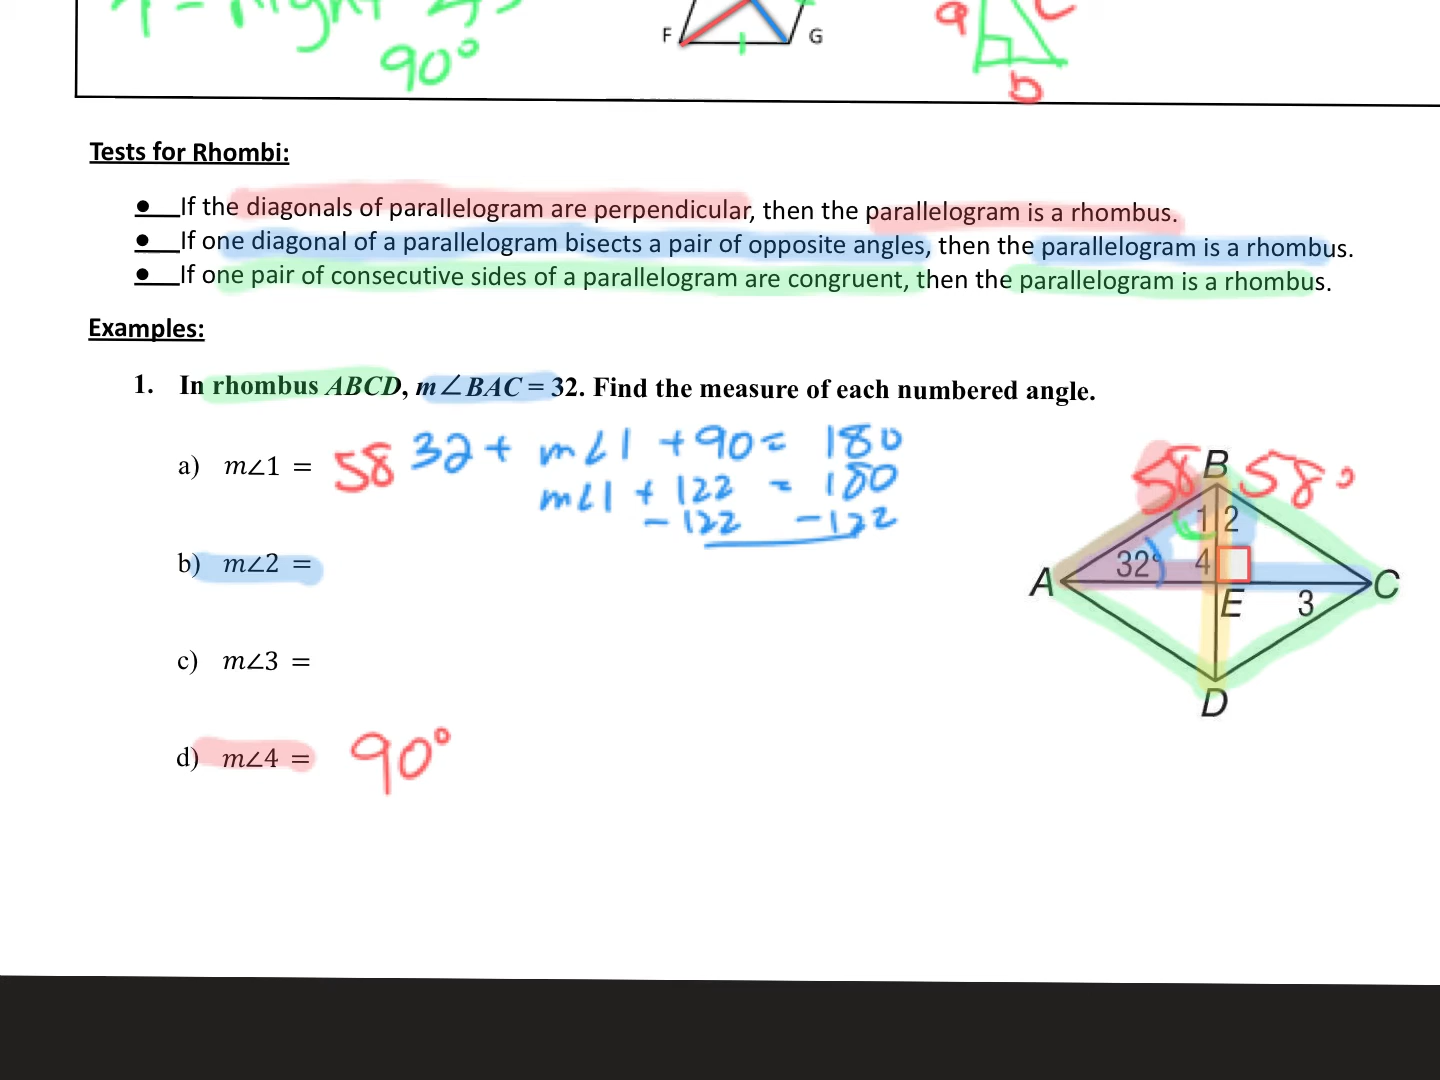 90°
F
G
a
c
b
Tests for Rhombi:
● If the diagonals of parallelogram are perpendicular, then the parallelogram is a rhombus.
● If one diagonal of a parallelogram bisects a pair of opposite angles, then the parallelogram is a rhombus.
● If one pair of consecutive sides of a parallelogram are congruent, then the parallelogram is a rhombus.
Examples:
1. In rhombus ABCD, m∠BAC = 32. Find the measure of each numbered angle.
a) m∠1 = 58 32 + m∠1 + 90 = 180
m∠1 + 122 = 180
- 122 - 122
b) m∠2 =
c) m∠3 =
d) m∠4 = 90°
58 B 58°
1 2
A 32° 4 C
E 3
D